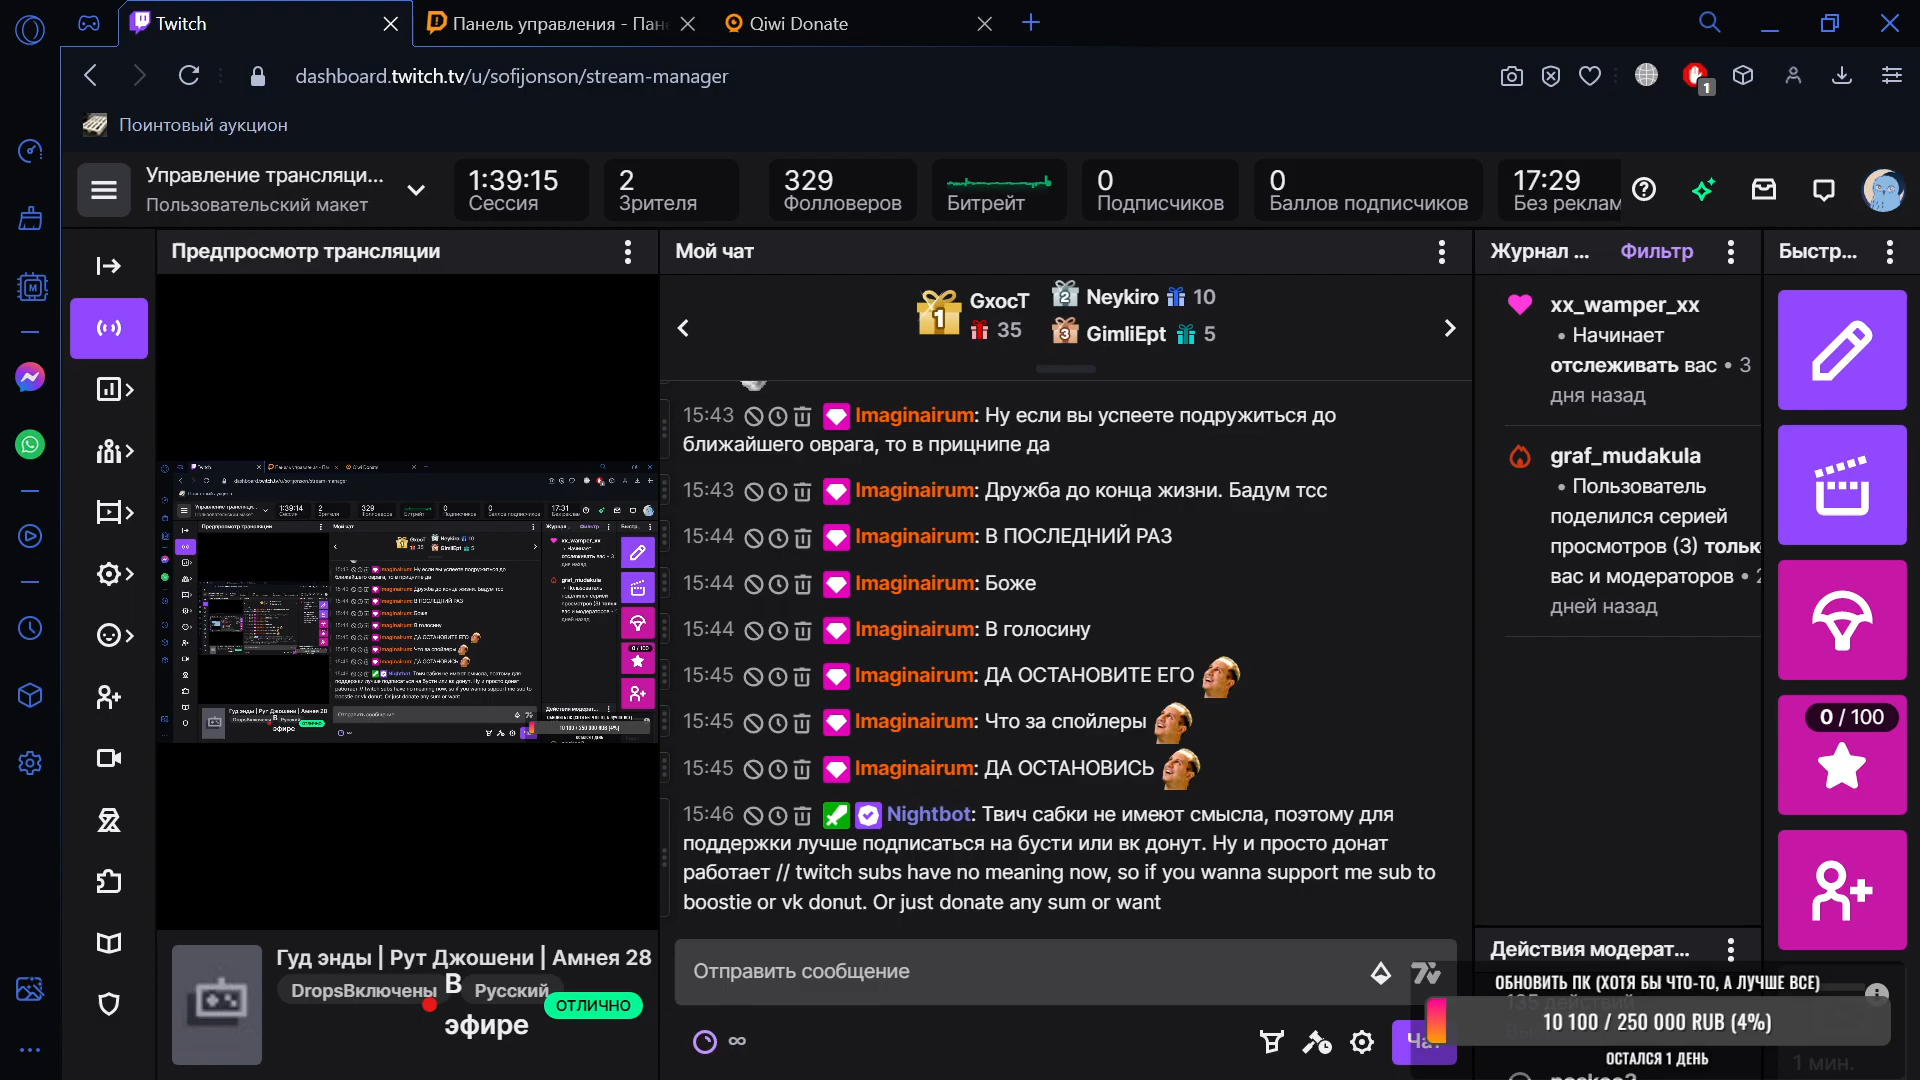 Twitch
Панель управления - Пан
Qiwi Donate
dashboard.twitch.tv/u/sofijonson/stream-manager
1
Поинтовый аукцион
Управление трансляци...
Пользовательский макет
1:39:15
Сессия
2
Зрителя
329
Фолловеров
Битрейт
0
Подписчиков
0
Баллов подписчиков
17:29
Без реклам
Предпросмотр трансляции
Мой чат
1
GxocT
35
2
Neykiro
10
3
GimliEpt
5
15:43 Imaginairum: Ну если вы успеете подружиться до
ближайшего оврага, то в прицнипе да
15:43 Imaginairum: Дружба до конца жизни. Бадум тсс
15:44 Imaginairum: В ПОСЛЕДНИЙ РАЗ
15:44 Imaginairum: Боже
15:44 Imaginairum: В голосину
15:45 Imaginairum: ДА ОСТАНОВИТЕ ЕГО
15:45 Imaginairum: Что за спойлеры
15:45 Imaginairum: ДА ОСТАНОВИСЬ
15:46 Nightbot: Твич сабки не имеют смысла, поэтому для
поддержки лучше подписаться на бусти или вк донут. Ну и просто донат
работает // twitch subs have no meaning now, so if you wanna support me sub to
boostie or vk donut. Or just donate any sum or want
Отправить сообщение
Чат
Журнал ...
Фильтр
xx_wamper_xx
• Начинает
отслеживать вас • 3
дня назад
graf_mudakula
• Пользователь
поделился серией
просмотров (3) тольк
вас и модераторов • 2
дней назад
Быстр...
0 / 100
Гуд энды | Рут Джошени | Амнея 28
DropsВключены
В
эфире
Русский
ОТЛИЧНО
Действия модерат...
ОБНОВИТЬ ПК (ХОТЯ БЫ ЧТО-ТО, А ЛУЧШЕ ВСЕ)
135 действий
10 100 / 250 000 RUB (4%)
ОСТАЛСЯ 1 ДЕНЬ
1 мин.